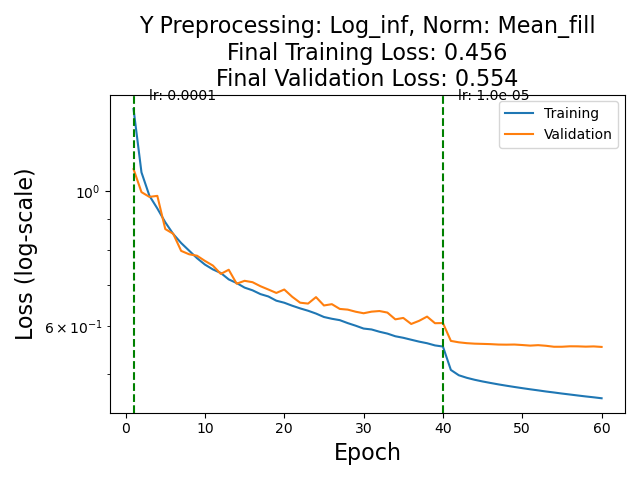 Y Preprocessing: Log_inf, Norm: Mean_fill
Final Training Loss: 0.456
Final Validation Loss: 0.554
lr: 0.0001
lr: 1.0e-05
Training
Validation
10⁰
6 × 10⁻¹
Loss (log-scale)
0
10
20
30
40
50
60
Epoch